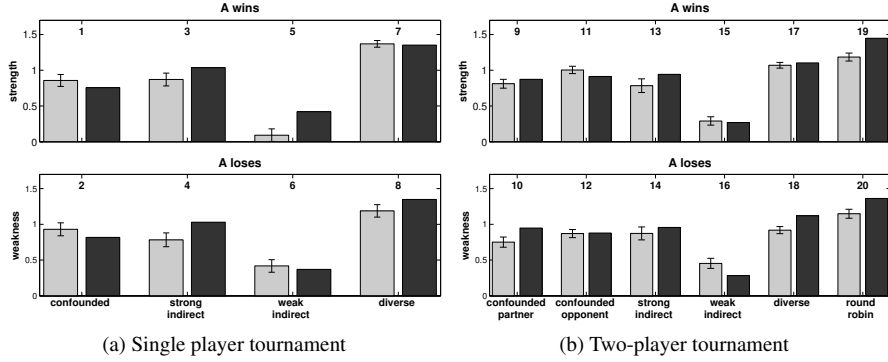 A wins
1 3 5 7
1.5
1
0.5
0
strength
A loses
2 4 6 8
1.5
1
0.5
0
weakness
confounded strong indirect weak indirect diverse
(a) Single player tournament
A wins
9 11 13 15 17 19
1.5
1
0.5
0
strength
A loses
10 12 14 16 18 20
1.5
1
0.5
0
weakness
confounded partner confounded opponent strong indirect weak indirect diverse round robin
(b) Two-player tournament